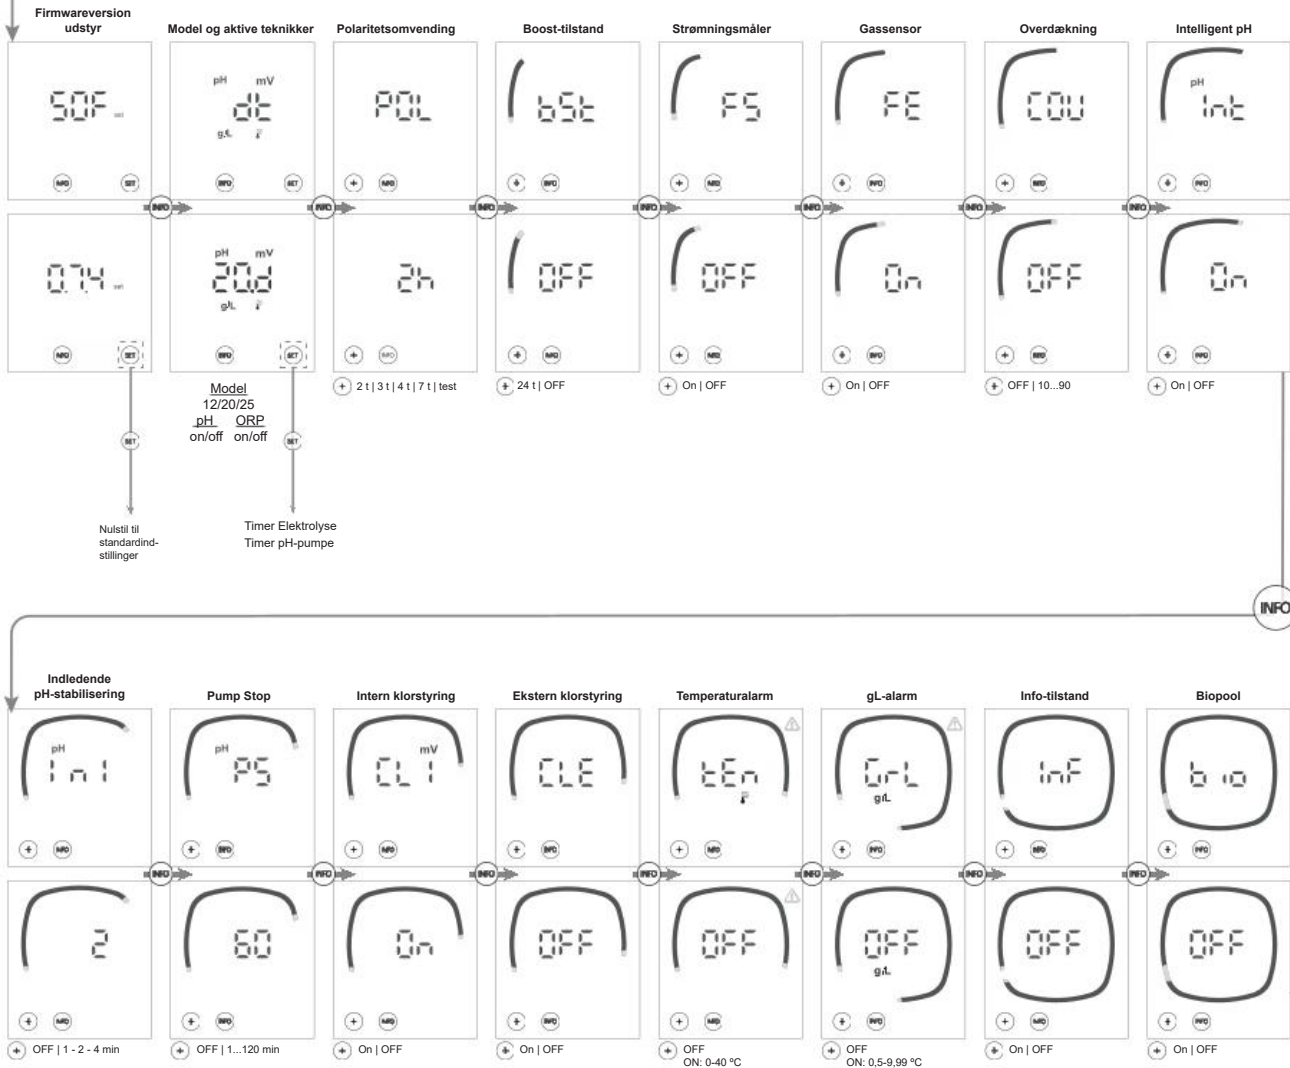 Firmwareversion
udstyr
Model og aktive teknikker
Polaritetsomvending
Boost-tilstand
Strømningsmåler
Gassensor
Overdækning
Intelligent pH
SOF set
pH mV
dt
g/L
POL
bSt
FS
FE
COU
pH
Int
INFO SET
INFO SET
+ INFO
+ INFO
+ INFO
+ INFO
+ INFO
+ INFO
INFO INFO INFO INFO INFO INFO INFO
0.7.4 set
pH mV
20.d
g/L
2h
OFF
OFF
On
OFF
On
INFO SET
INFO SET
+ INFO
+ INFO
+ INFO
+ INFO
+ INFO
+ INFO
+ 2 t | 3 t | 4 t | 7 t | test
+ 24 t | OFF
+ On | OFF
+ On | OFF
+ OFF | 10...90
+ On | OFF
Model
12/20/25
pH ORP
on/off on/off
SET
SET
Nulstil til
standardind-
stillinger
Timer Elektrolyse
Timer pH-pumpe
INFO
Indledende
pH-stabilisering
Pump Stop
Intern klorstyring
Ekstern klorstyring
Temperaturalarm
gL-alarm
Info-tilstand
Biopool
pH
InI
pH
PS
mV
CLI
CLE
tEn
GrL
g/L
InF
bio
+ INFO
+ INFO
+ INFO
+ INFO
+ INFO
+ INFO
+ INFO
+ INFO
INFO INFO INFO INFO INFO INFO INFO
2
60
On
OFF
OFF
OFF
g/L
OFF
OFF
+ INFO
+ INFO
+ INFO
+ INFO
+ INFO
+ INFO
+ INFO
+ INFO
+ OFF | 1 - 2 - 4 min
+ OFF | 1...120 min
+ On | OFF
+ On | OFF
+ OFF
ON: 0-40 ºC
+ OFF
ON: 0,5-9,99 ºC
+ On | OFF
+ On | OFF